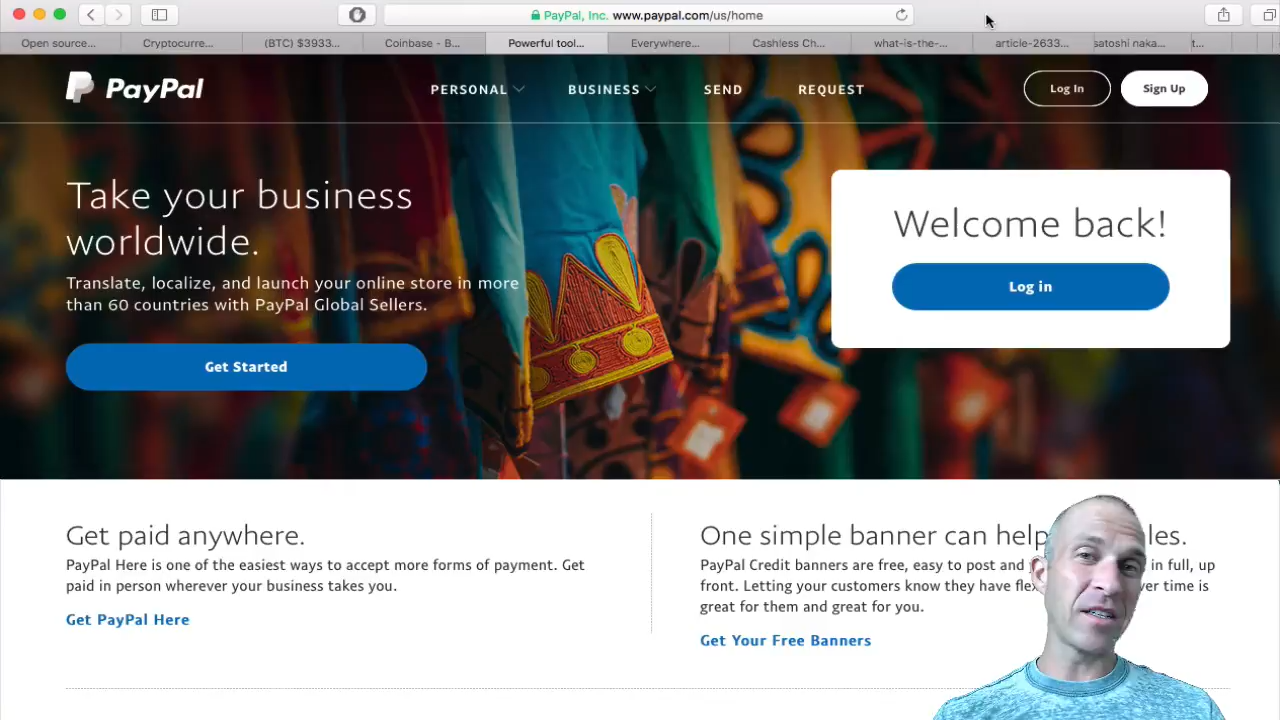 PayPal, Inc. www.paypal.com/us/home
Open source...
Cryptocurre...
(BTC) $3933...
Coinbase - B...
Powerful tool...
Everywhere...
Cashless Ch...
what-is-the-...
article-2633...
satoshi naka...
t...
PayPal
PERSONAL
BUSINESS
SEND
REQUEST
Log In
Sign Up
Take your business
worldwide.
Translate, localize, and launch your online store in more
than 60 countries with PayPal Global Sellers.
Get Started
Welcome back!
Log in
Get paid anywhere.
PayPal Here is one of the easiest ways to accept more forms of payment. Get
paid in person wherever your business takes you.
Get PayPal Here
One simple banner can help les.
PayPal Credit banners are free, easy to post and in full, up
front. Letting your customers know they have ver time is
great for them and great for you.
Get Your Free Banners